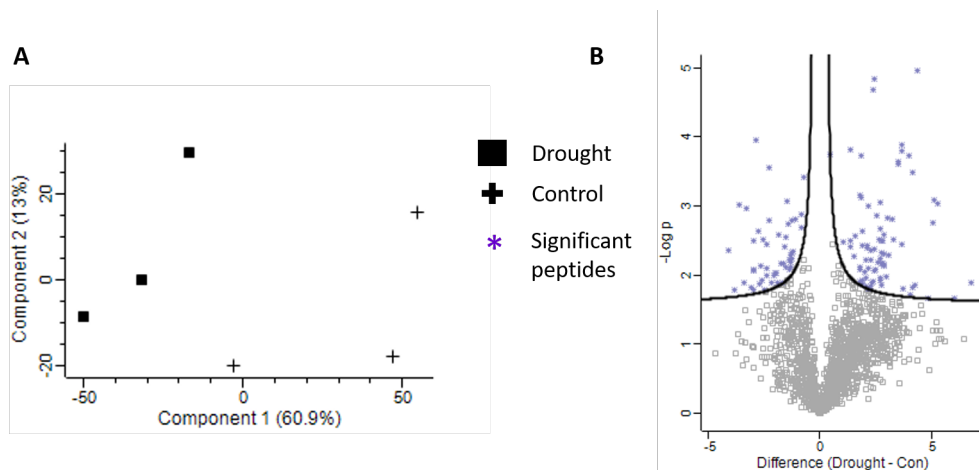 A
B
Component 2 (13%)
20
0
-20
-50
0
50
Component 1 (60.9%)
Drought
Control
Significant
peptides
-Log p
5
4
3
2
1
0
-5
0
5
Difference (Drought - Con)